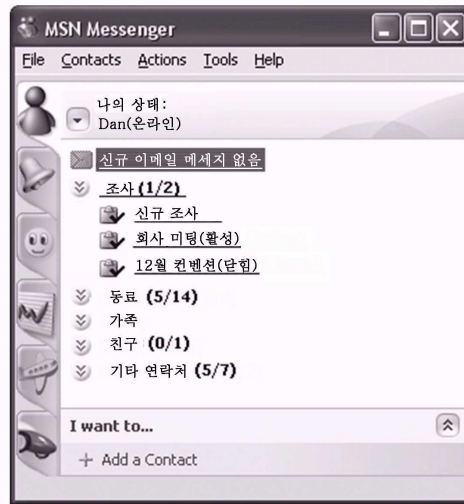 MSN Messenger
File Contacts Actions Tools Help
나의 상태:
Dan(온라인)
신규 이메일 메세지 없음
조사(1/2)
신규 조사
회사 미팅(활성)
12월 컨벤션(닫힘)
동료 (5/14)
가족
친구 (0/1)
기타 연락처 (5/7)
I want to...
+ Add a Contact